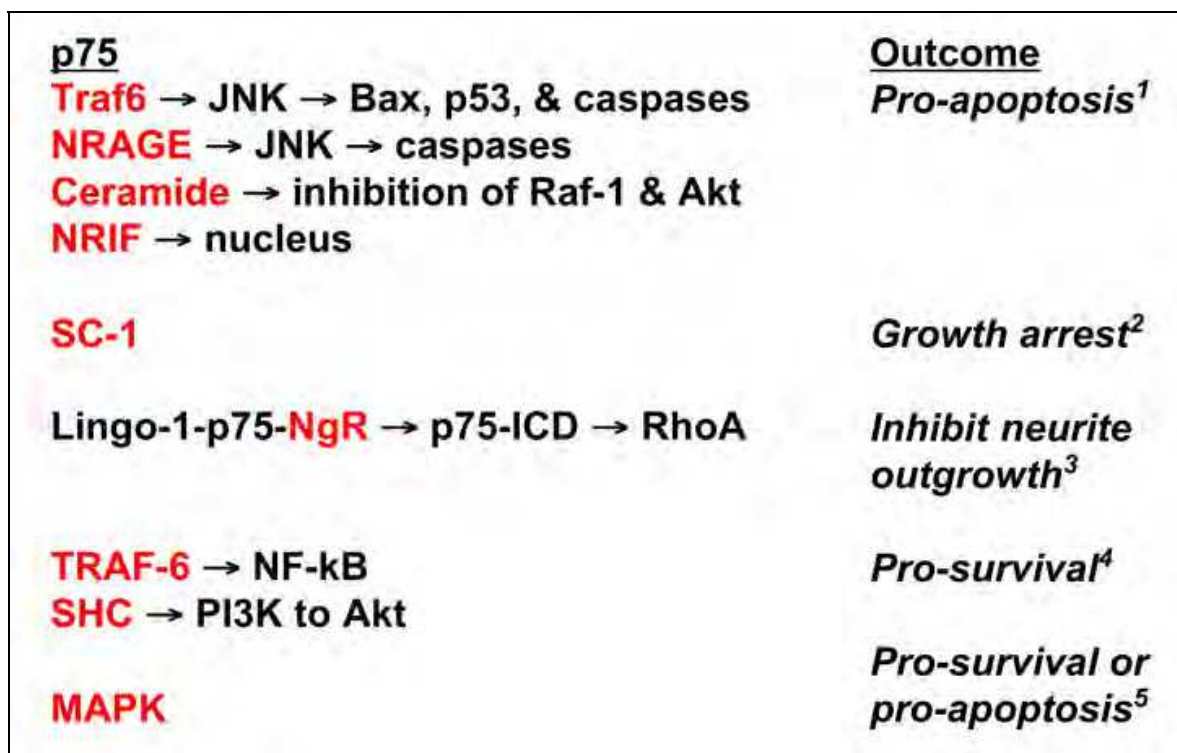 p75 Outcome
Traf6 → JNK → Bax, p53, & caspases Pro-apoptosis¹
NRAGE → JNK → caspases
Ceramide → inhibition of Raf-1 & Akt
NRIF → nucleus
SC-1 Growth arrest²
Lingo-1-p75-NgR → p75-ICD → RhoA Inhibit neurite
outgrowth³
TRAF-6 → NF-kB Pro-survival⁴
SHC → PI3K to Akt
Pro-survival or
MAPK pro-apoptosis⁵